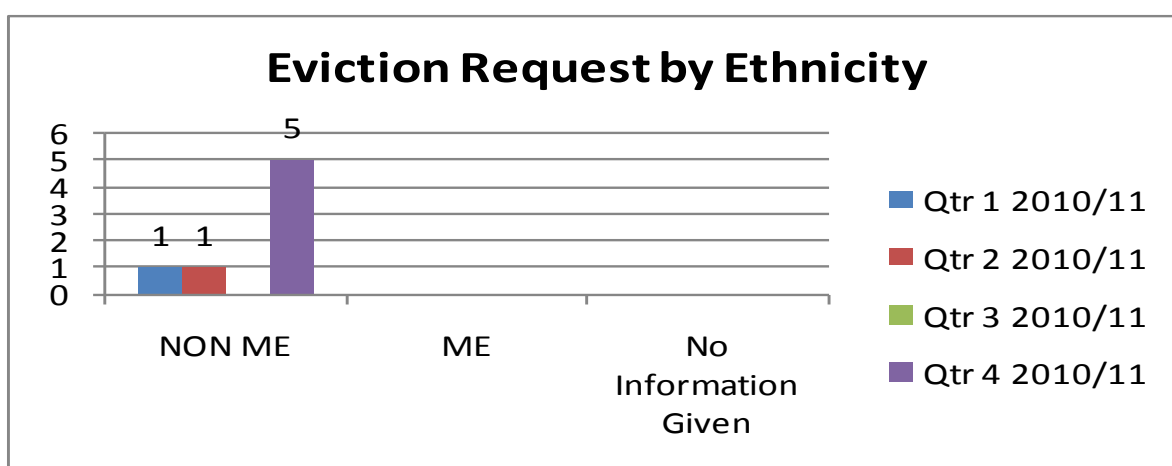 Eviction Request by Ethnicity
6
5
4
3
2
1
0
1
1
5
NON ME
ME
No
Information
Given
Qtr 1 2010/11
Qtr 2 2010/11
Qtr 3 2010/11
Qtr 4 2010/11